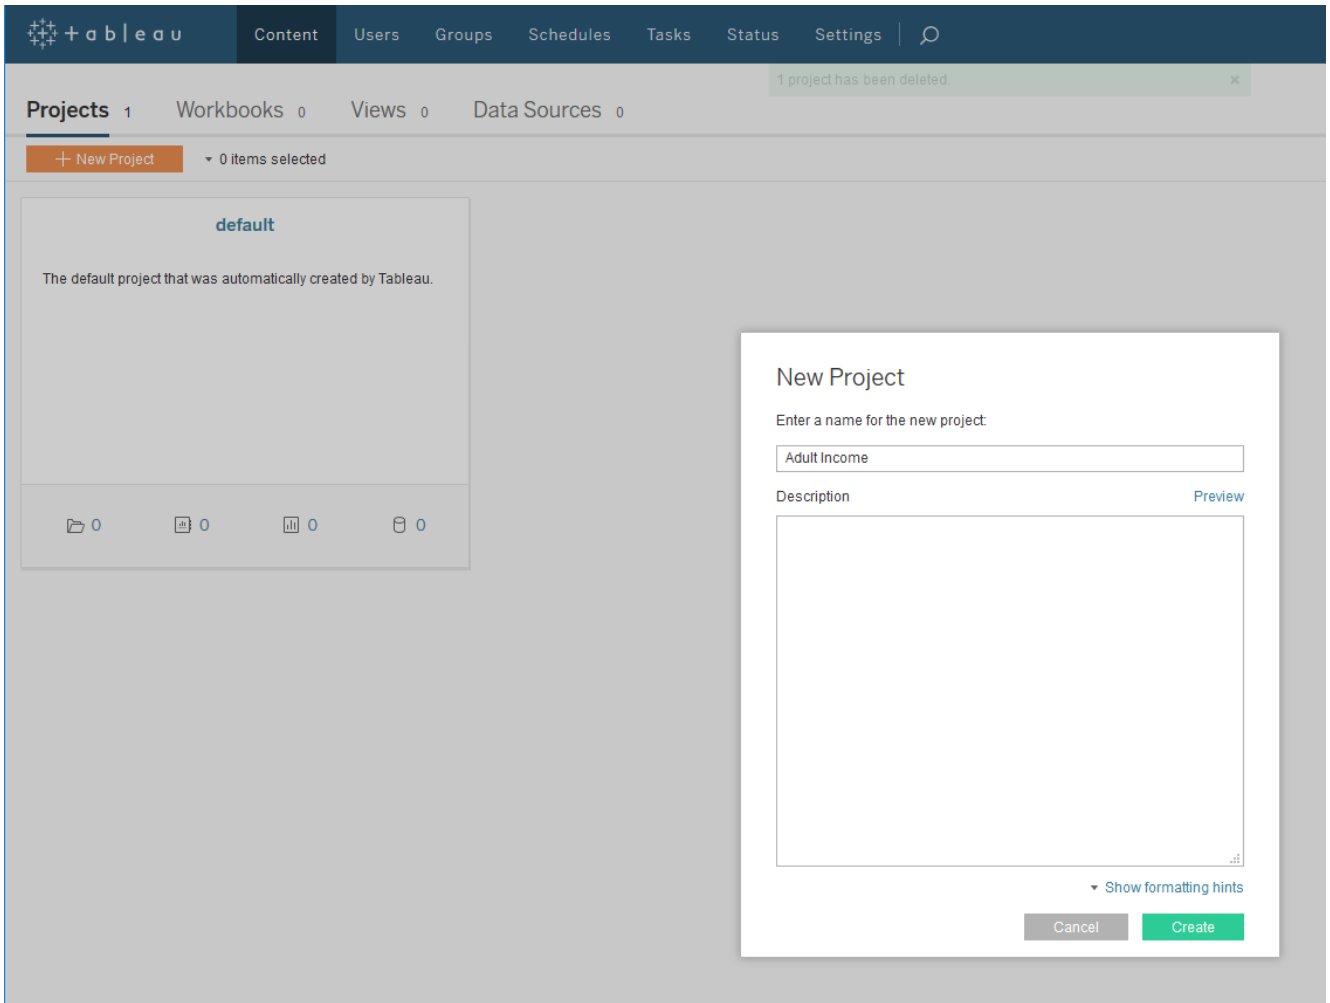 +ableau
Content Users Groups Schedules Tasks Status Settings
1 project has been deleted. ×
Projects 1 Workbooks 0 Views 0 Data Sources 0
+ New Project 0 items selected
default
The default project that was automatically created by Tableau.
0 0 0 0
New Project
Enter a name for the new project:
Adult Income
Description Preview
Show formatting hints
Cancel Create